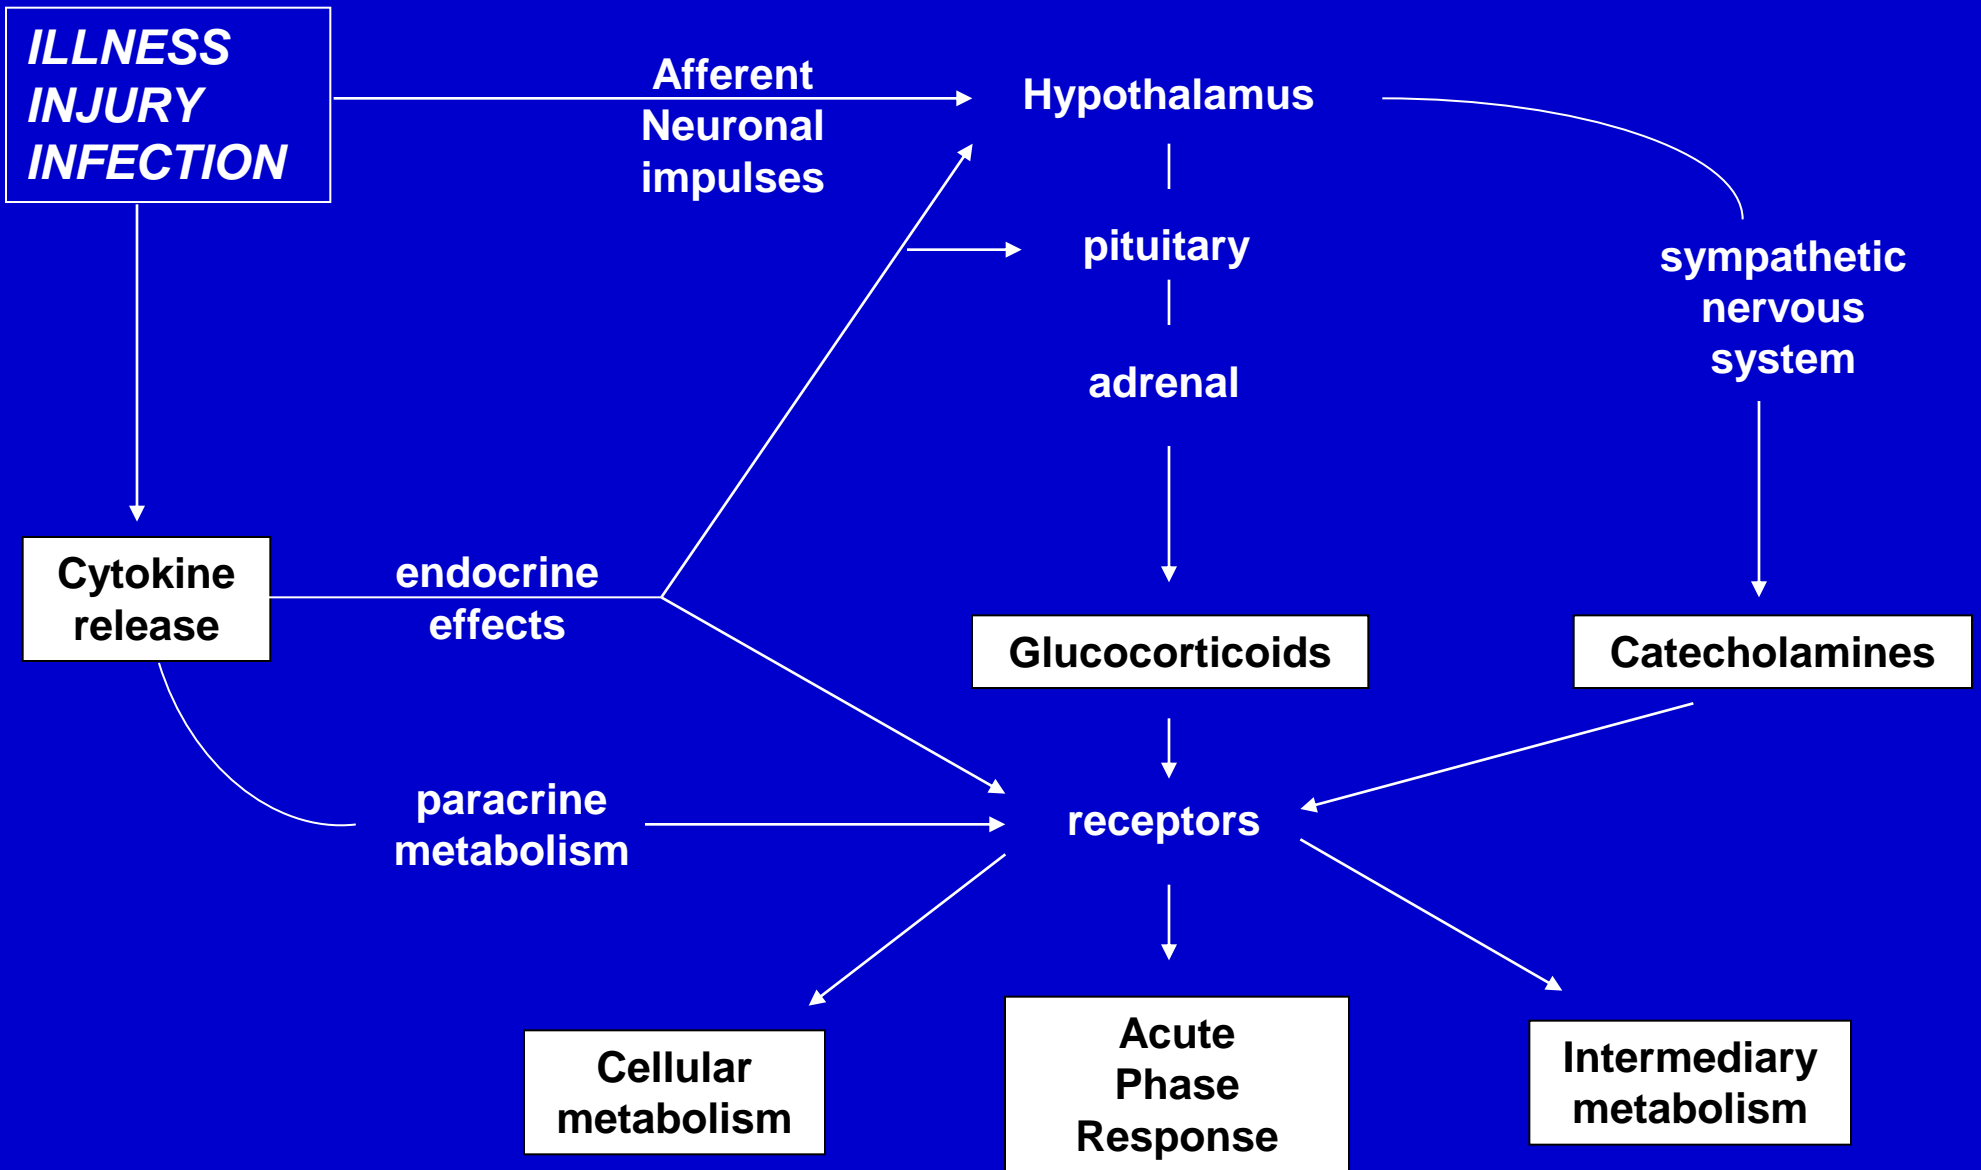 ILLNESS
INJURY
INFECTION
Afferent
Neuronal
impulses
Hypothalamus
pituitary
adrenal
sympathetic
nervous
system
Cytokine
release
endocrine
effects
Glucocorticoids
Catecholamines
paracrine
metabolism
receptors
Cellular
metabolism
Acute
Phase
Response
Intermediary
metabolism